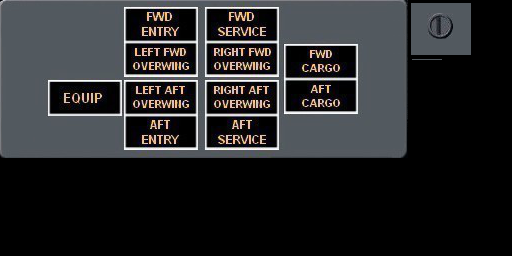 FWD
ENTRY
FWD
SERVICE
LEFT FWD
OVERWING
RIGHT FWD
OVERWING
FWD
CARGO
EQUIP
LEFT AFT
OVERWING
RIGHT AFT
OVERWING
AFT
CARGO
AFT
ENTRY
AFT
SERVICE